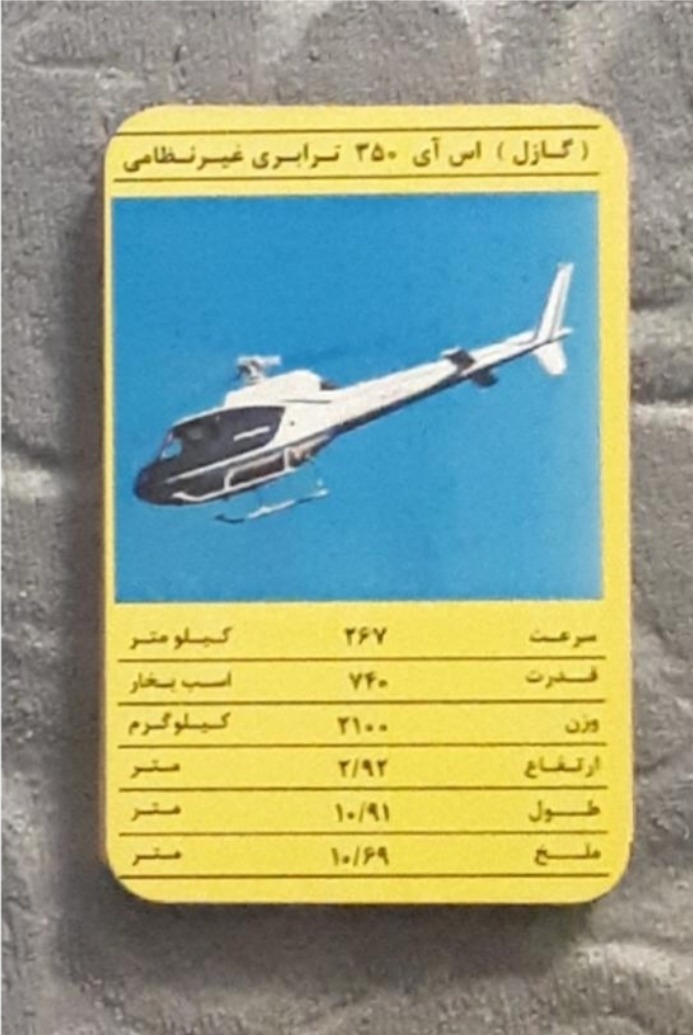 ( گازل ) اس آی ۳۵۰ ترابری غیرنظامی
سرعت ۲۶۷ کیلومتر
قدرت ۷۴۰ اسب بخار
وزن ۲۱۰۰ کیلوگرم
ارتفاع ۲/۹۲ متر
طول ۱۰/۹۱ متر
ملخ ۱۰/۶۹ متر